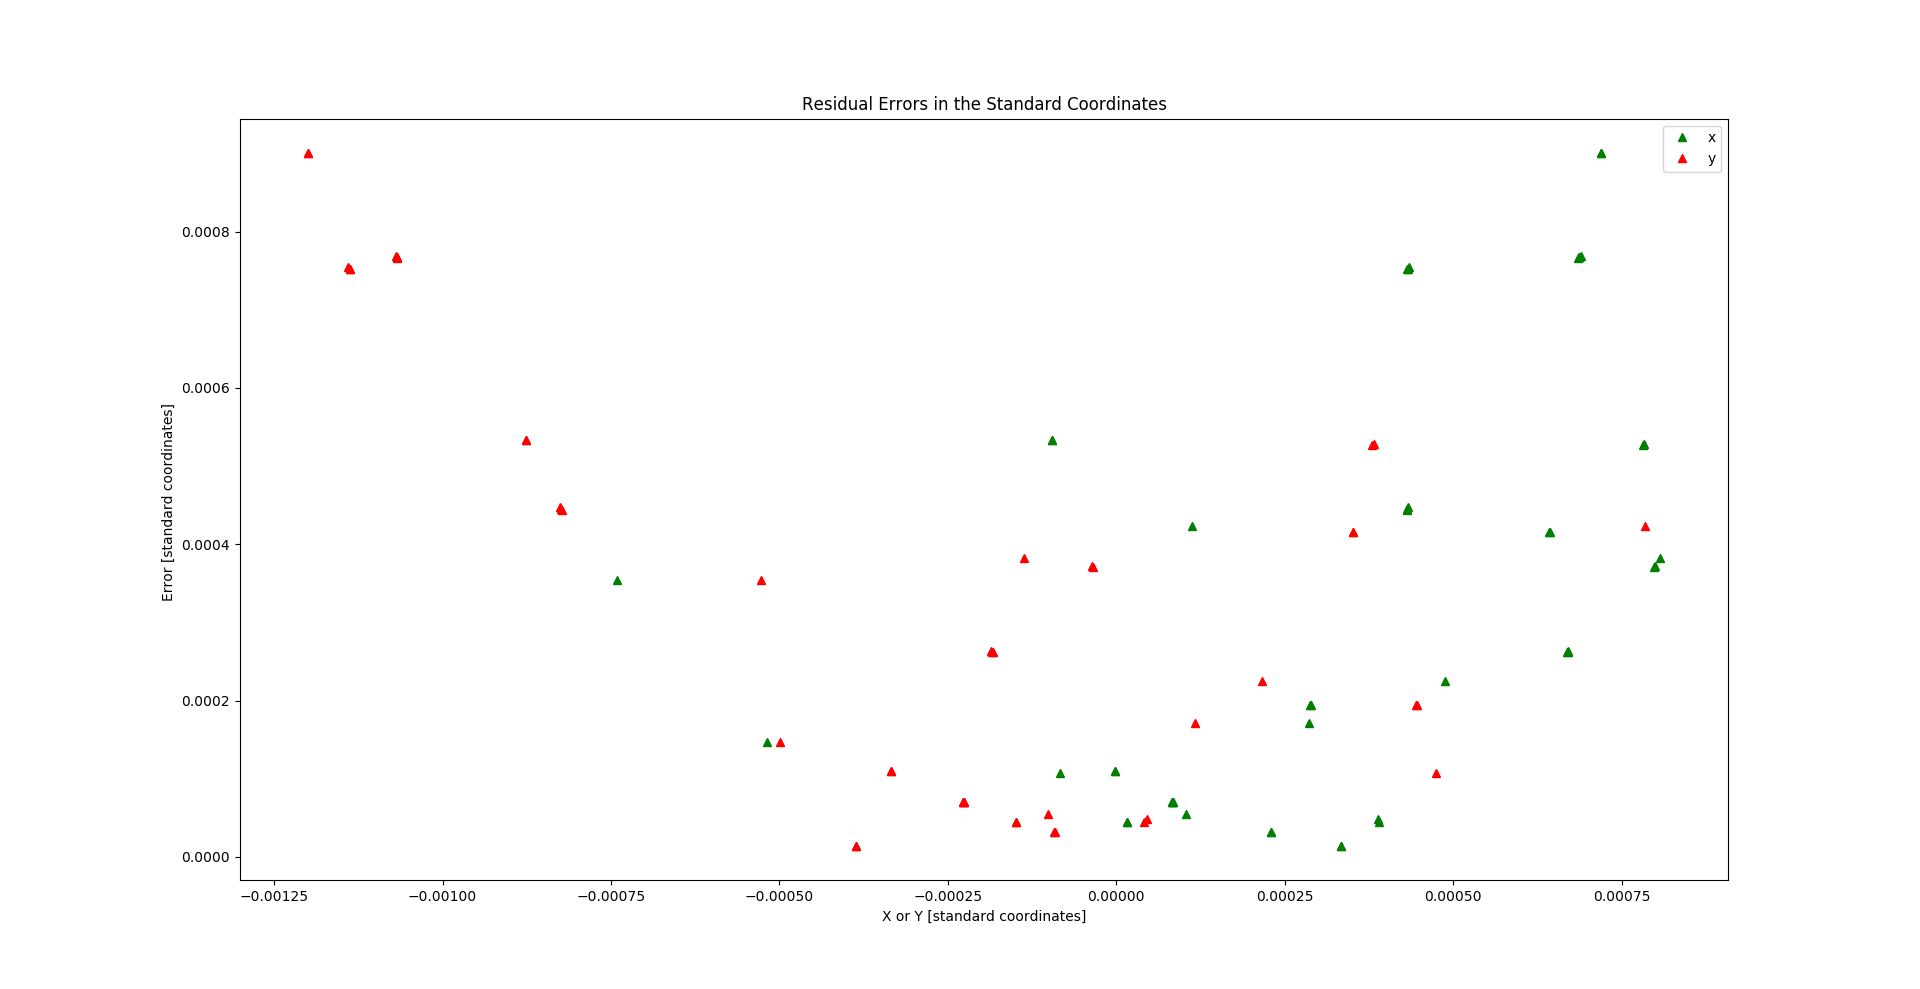 Residual Errors in the Standard Coordinates
x
y
0.0008
0.0006
0.0004
0.0002
0.0000
Error [standard coordinates]
−0.00125 −0.00100 −0.00075 −0.00050 −0.00025 0.00000 0.00025 0.00050 0.00075
X or Y [standard coordinates]